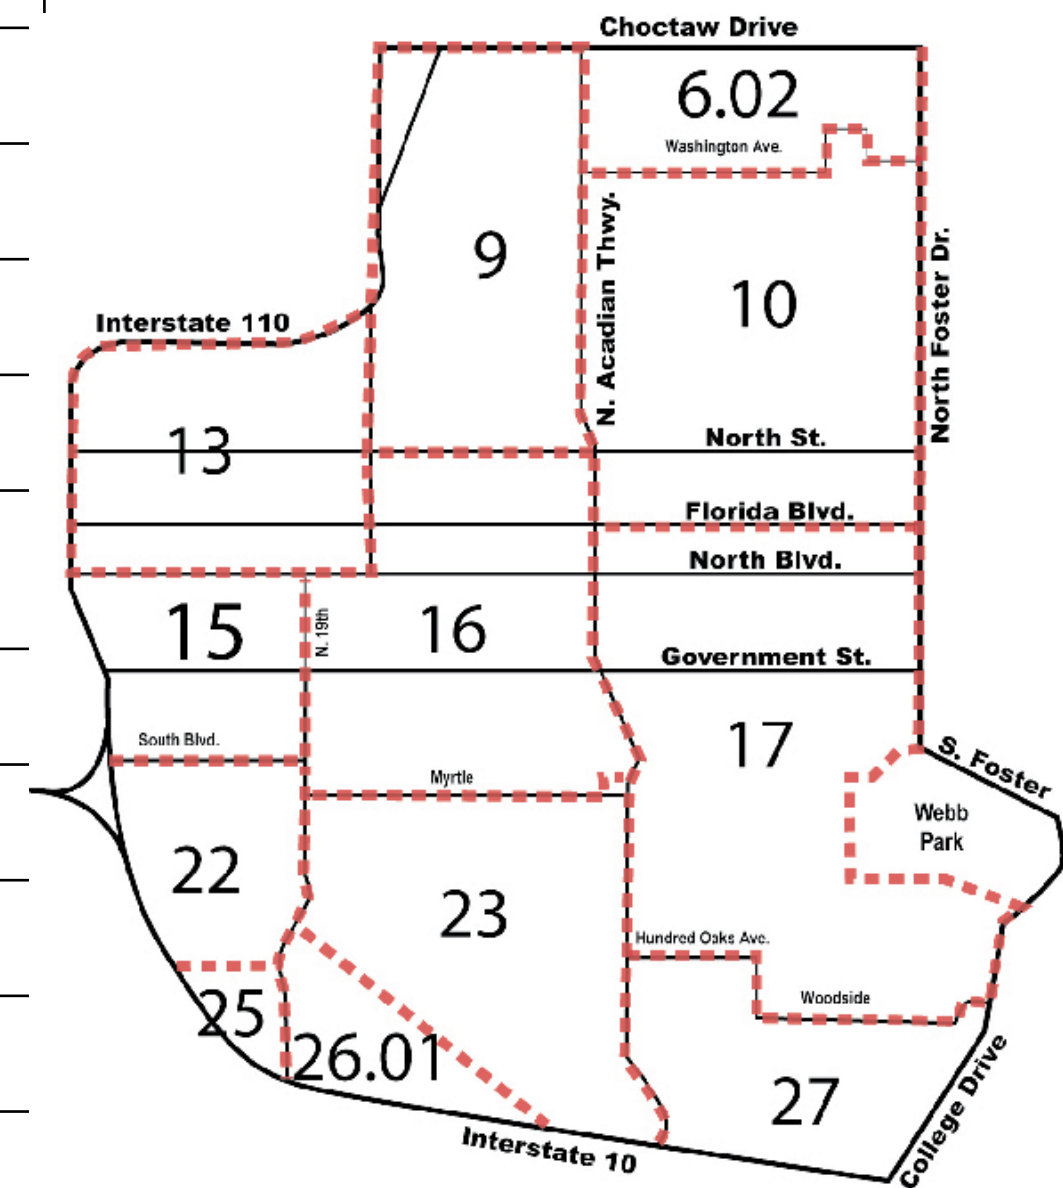 Choctaw Drive
6.02
Washington Ave.
N. Acadian Thwy.
9
North Foster Dr.
10
Interstate 110
13
North St.
Florida Blvd.
North Blvd.
15
N. 19th
16
Government St.
17
South Blvd.
S. Foster
Myrtle
Webb
Park
22
23
Hundred Oaks Ave.
Woodside
25
26.01
27
College Drive
Interstate 10